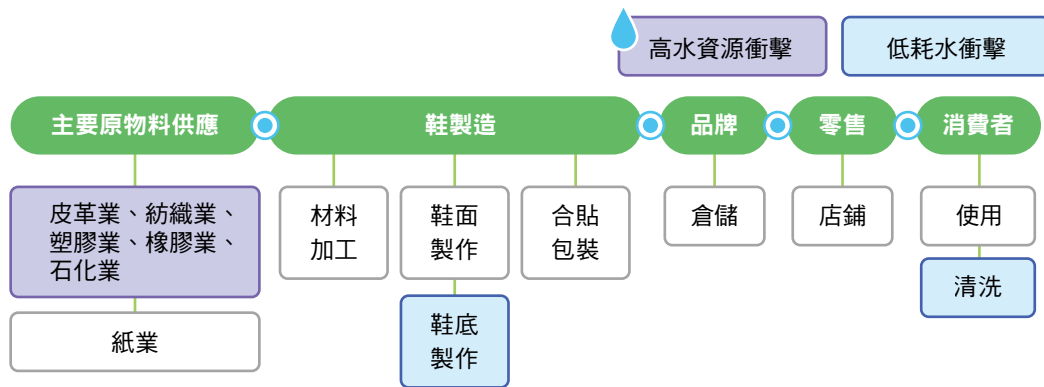 高水資源衝擊
低耗水衝擊
主要原物料供應
鞋製造
品牌
零售
消費者
皮革業、紡織業、
塑膠業、橡膠業、
石化業
紙業
材料
加工
鞋面
製作
鞋底
製作
合貼
包裝
倉儲
店鋪
使用
清洗